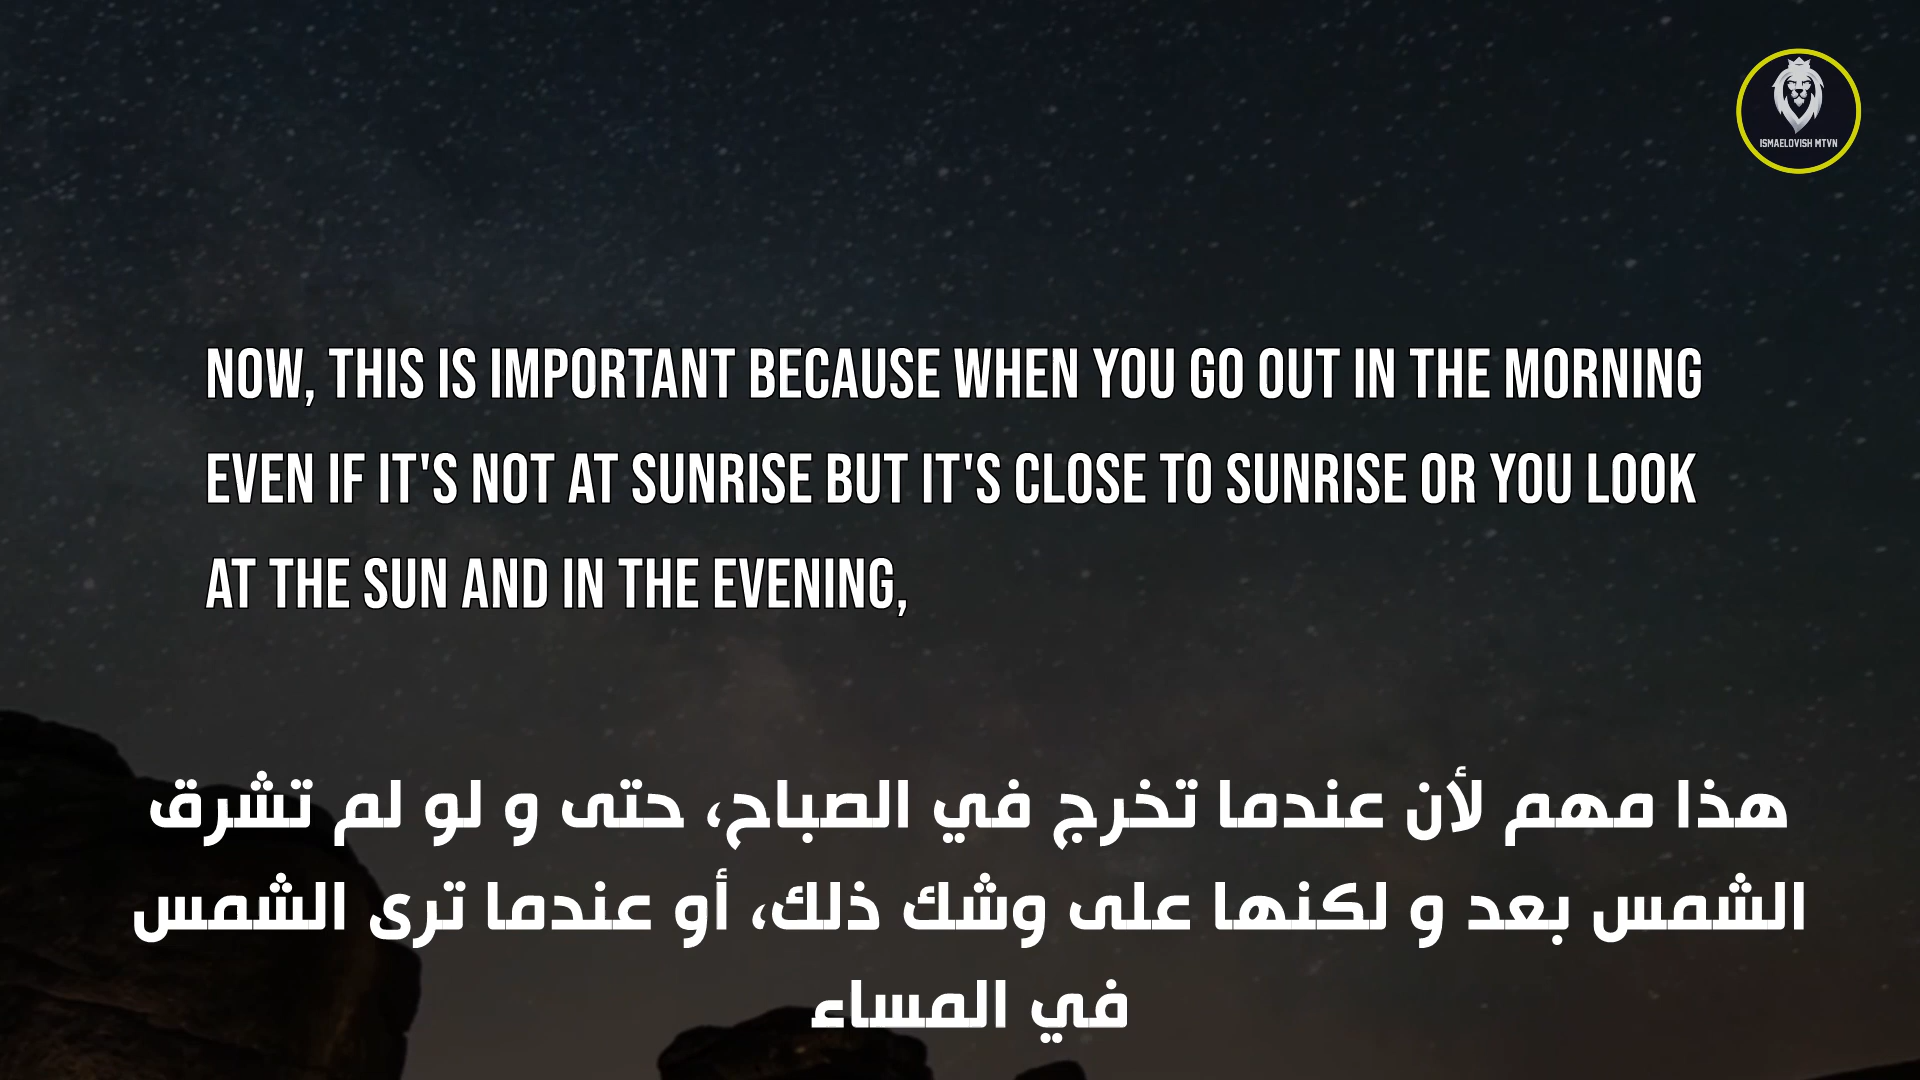 ISMAELOVISH MTVN
NOW, THIS IS IMPORTANT BECAUSE WHEN YOU GO OUT IN THE MORNING
EVEN IF IT'S NOT AT SUNRISE BUT IT'S CLOSE TO SUNRISE OR YOU LOOK
AT THE SUN AND IN THE EVENING,
هذا مهم لأن عندما تخرج في الصباح، حتى و لو لم تشرق
الشمس بعد و لكنها على وشك ذلك، أو عندما ترى الشمس
في المساء